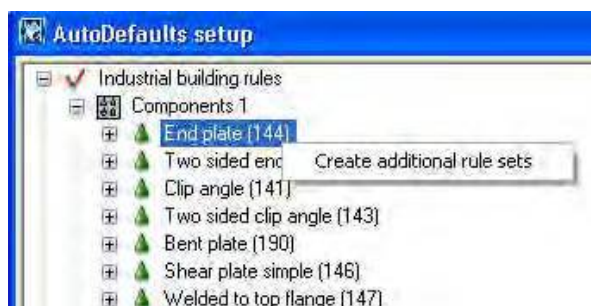 AutoDefaults setup
Industrial building rules
Components 1
End plate (144)
Two sided end
Create additional rule sets
Clip angle (141)
Two sided clip angle (143)
Bent plate (190)
Shear plate simple (146)
Welded to top flange (147)